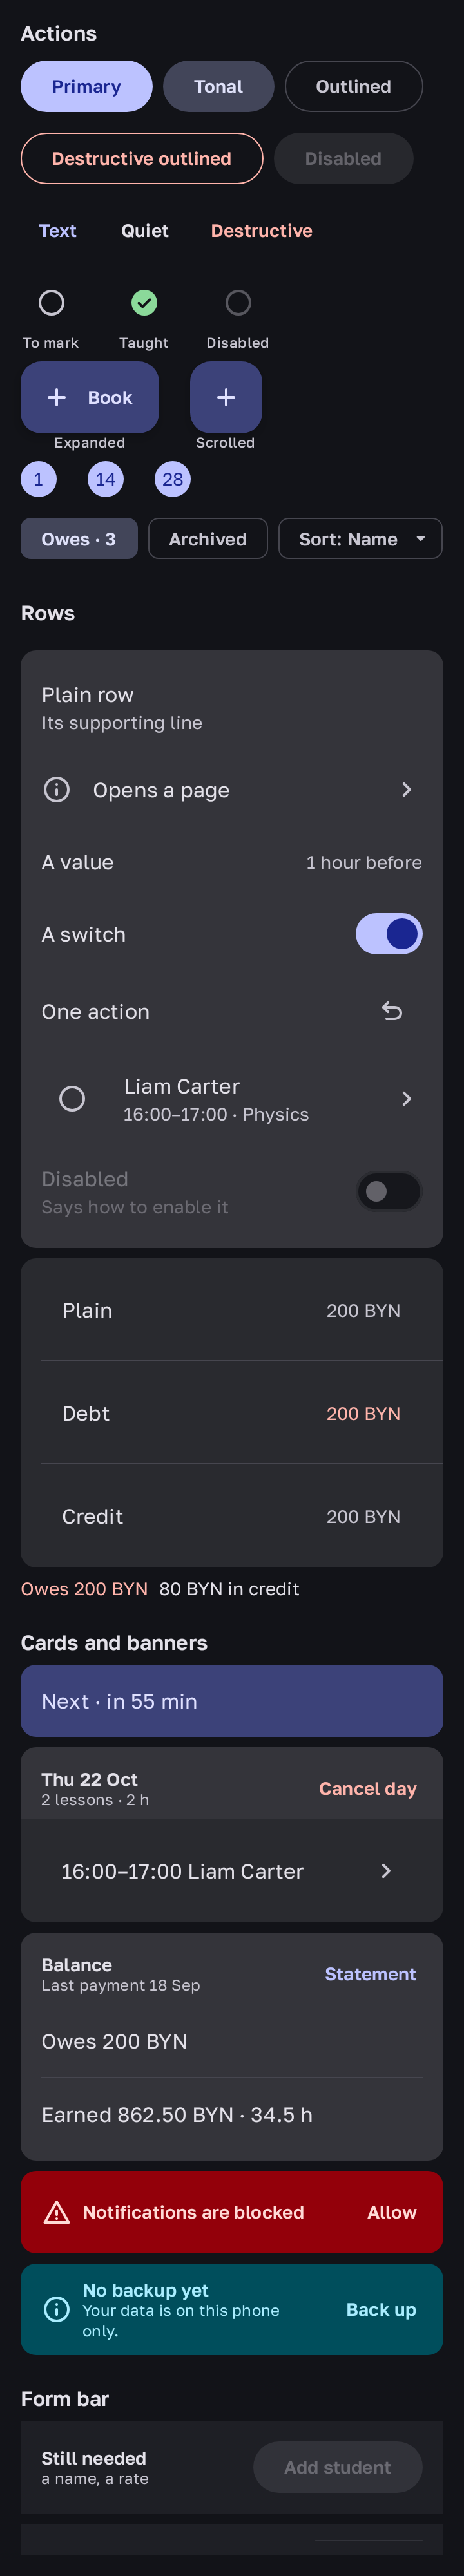 Actions
Primary
Tonal
Outlined
Destructive outlined
Disabled
Text
Quiet
Destructive
To mark
Taught
Disabled
Book
Expanded
Scrolled
1
14
28
Owes · 3
Archived
Sort: Name
Rows
Plain row
Its supporting line
Opens a page
A value
1 hour before
A switch
One action
Liam Carter
16:00–17:00 · Physics
Disabled
Says how to enable it
Plain
200 BYN
Debt
200 BYN
Credit
200 BYN
Owes 200 BYN 80 BYN in credit
Cards and banners
Next · in 55 min
Thu 22 Oct
2 lessons · 2 h
Cancel day
16:00–17:00 Liam Carter
Balance
Last payment 18 Sep
Statement
Owes 200 BYN
Earned 862.50 BYN · 34.5 h
Notifications are blocked
Allow
No backup yet
Your data is on this phone
only.
Back up
Form bar
Still needed
a name, a rate
Add student